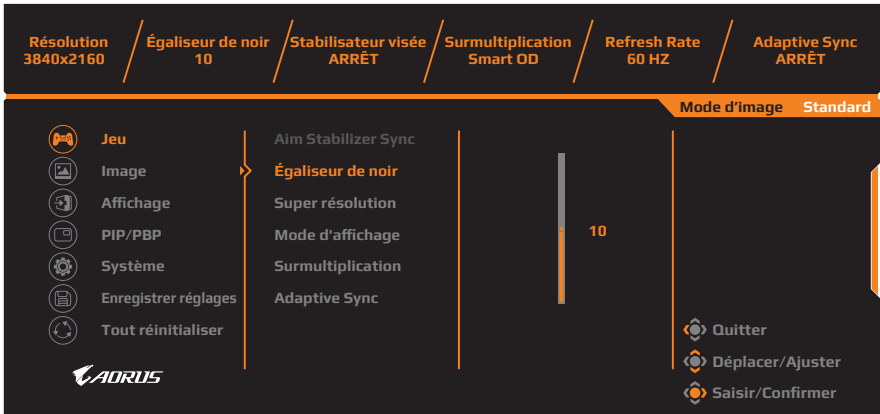 Résolution
3840x2160
Égaliseur de noir
10
Stabilisateur visée
ARRÊT
Surmultiplication
Smart OD
Refresh Rate
60 HZ
Adaptive Sync
ARRÊT
Mode d'image Standard
Jeu
Image
Affichage
PIP/PBP
Système
Enregistrer réglages
Tout réinitialiser
Aim Stabilizer Sync
Égaliseur de noir
Super résolution
Mode d'affichage
Surmultiplication
Adaptive Sync
10
Quitter
Déplacer/Ajuster
Saisir/Confirmer
AORUS